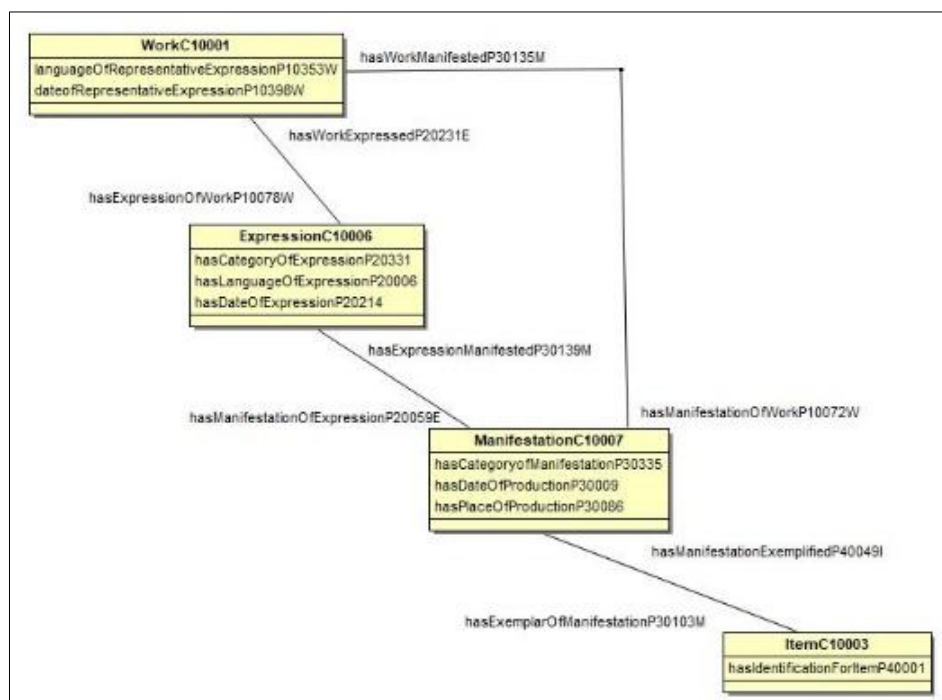 WorkC10001
languageOfRepresentativeExpressionP10353W
dateofRepresentativeExpressionP10398W
hasWorkManifestedP30135M
hasWorkExpressedP20231E
hasExpressionOfWorkP10078W
ExpressionC10006
hasCategoryOfExpressionP20331
hasLanguageOfExpressionP20006
hasDateOfExpressionP20214
hasExpressionManifestedP30139M
hasManifestationOfExpressionP20059E
hasManifestationOfWorkP10072W
ManifestationC10007
hasCategoryofManifestationP30335
hasDateOfProductionP30009
hasPlaceOfProductionP30086
hasManifestationExemplifiedP40049I
hasExemplarOfManifestationP30103M
ItemC10003
hasIdentificationForItemP40001